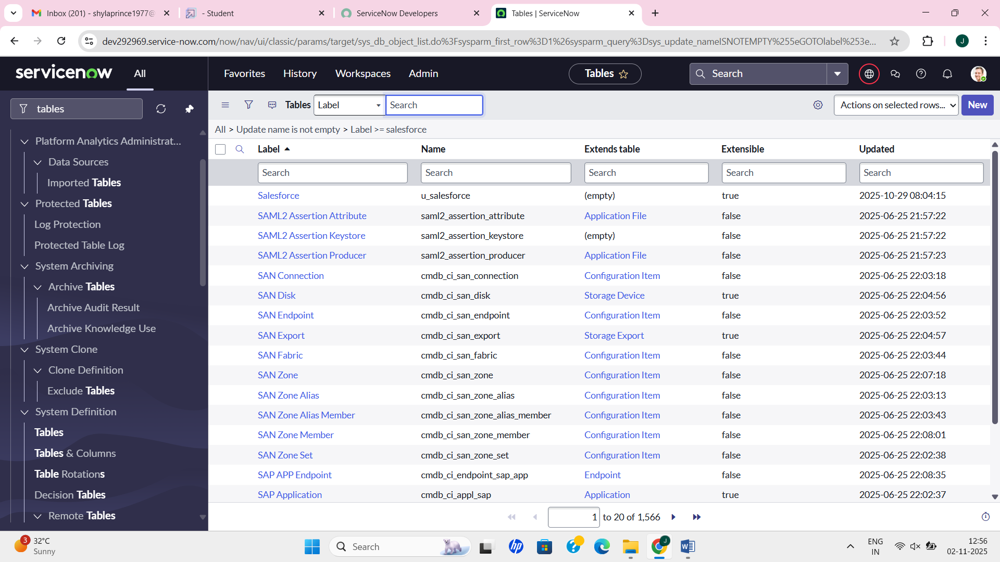 Inbox (201) - shylaprince1977@
- Student
ServiceNow Developers
Tables | ServiceNow
dev292969.service-now.com/now/nav/ui/classic/params/target/sys_db_object_list.do%3Fsysparm_first_row%3D1%26sysparm_query%3Dsys_update_nameISNOTEMPTY%255eGOTOlabel%253e...
J
servicenow
All
Favorites
History
Workspaces
Admin
Tables
Search
tables
Tables
Label
Search
Actions on selected rows...
New
All > Update name is not empty > Label >= salesforce
Platform Analytics Administrat...
Data Sources
Imported Tables
Protected Tables
Log Protection
Protected Table Log
System Archiving
Archive Tables
Archive Audit Result
Archive Knowledge Use
System Clone
Clone Definition
Exclude Tables
System Definition
Tables
Tables & Columns
Table Rotations
Decision Tables
Remote Tables
Label Name Extends table Extensible Updated
Search Search Search Search Search
Salesforce u_salesforce (empty) true 2025-10-29 08:04:15
SAML2 Assertion Attribute saml2_assertion_attribute Application File false 2025-06-25 21:57:22
SAML2 Assertion Keystore saml2_assertion_keystore (empty) false 2025-06-25 21:57:22
SAML2 Assertion Producer saml2_assertion_producer Application File false 2025-06-25 21:57:23
SAN Connection cmdb_ci_san_connection Configuration Item false 2025-06-25 22:03:18
SAN Disk cmdb_ci_san_disk Storage Device true 2025-06-25 22:04:56
SAN Endpoint cmdb_ci_san_endpoint Configuration Item false 2025-06-25 22:03:52
SAN Export cmdb_ci_san_export Storage Export true 2025-06-25 22:04:57
SAN Fabric cmdb_ci_san_fabric Configuration Item false 2025-06-25 22:03:44
SAN Zone cmdb_ci_san_zone Configuration Item false 2025-06-25 22:07:18
SAN Zone Alias cmdb_ci_san_zone_alias Configuration Item false 2025-06-25 22:03:13
SAN Zone Alias Member cmdb_ci_san_zone_alias_member Configuration Item false 2025-06-25 22:03:43
SAN Zone Member cmdb_ci_san_zone_member Configuration Item false 2025-06-25 22:08:01
SAN Zone Set cmdb_ci_san_zone_set Configuration Item false 2025-06-25 22:02:38
SAP APP Endpoint cmdb_ci_endpoint_sap_app Endpoint false 2025-06-25 22:08:35
SAP Application cmdb_ci_appl_sap Application true 2025-06-25 22:02:37
1 to 20 of 1,566
3
32°C
Sunny
Search
hp
J
W
ENG
IN
12:56
02-11-2025